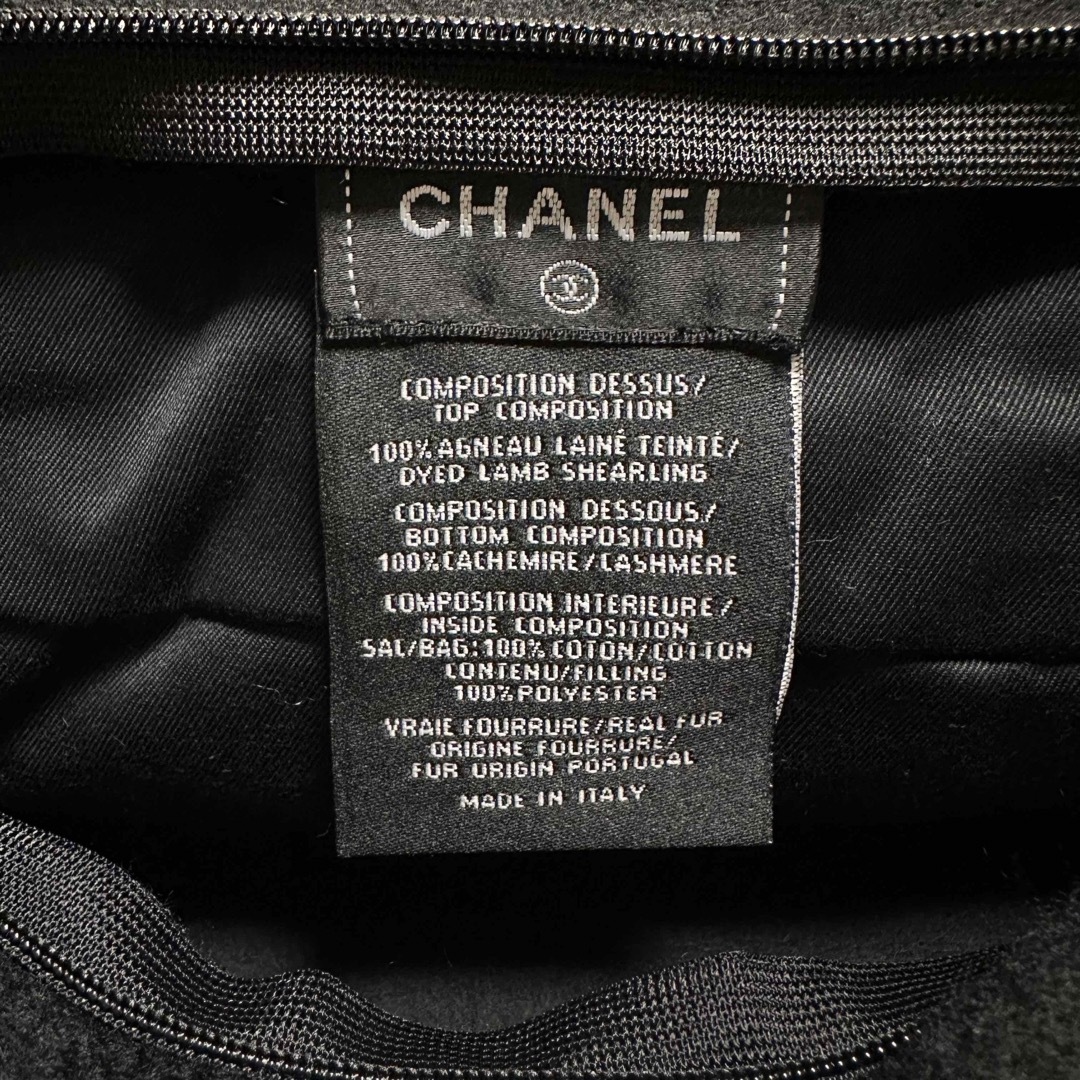 CHANEL
COMPOSITION DESSUS/
TOP COMPOSITION
100% AGNEAU LAINÉ TEINTÉ/
DYED LAMB SHEARLING
COMPOSITION DESSOUS/
BOTTOM COMPOSITION
100% CACHEMIRE/CASHMERE
COMPOSITION INTERIEURE/
INSIDE COMPOSITION
SAC/BAG:100% COTON/COTTON
CONTENU/FILLING
100% POLYESTER
VRAIE FOURRURE/REAL FUR
ORIGINE FOURRURE/
FUR ORIGIN PORTUGAL
MADE IN ITALY